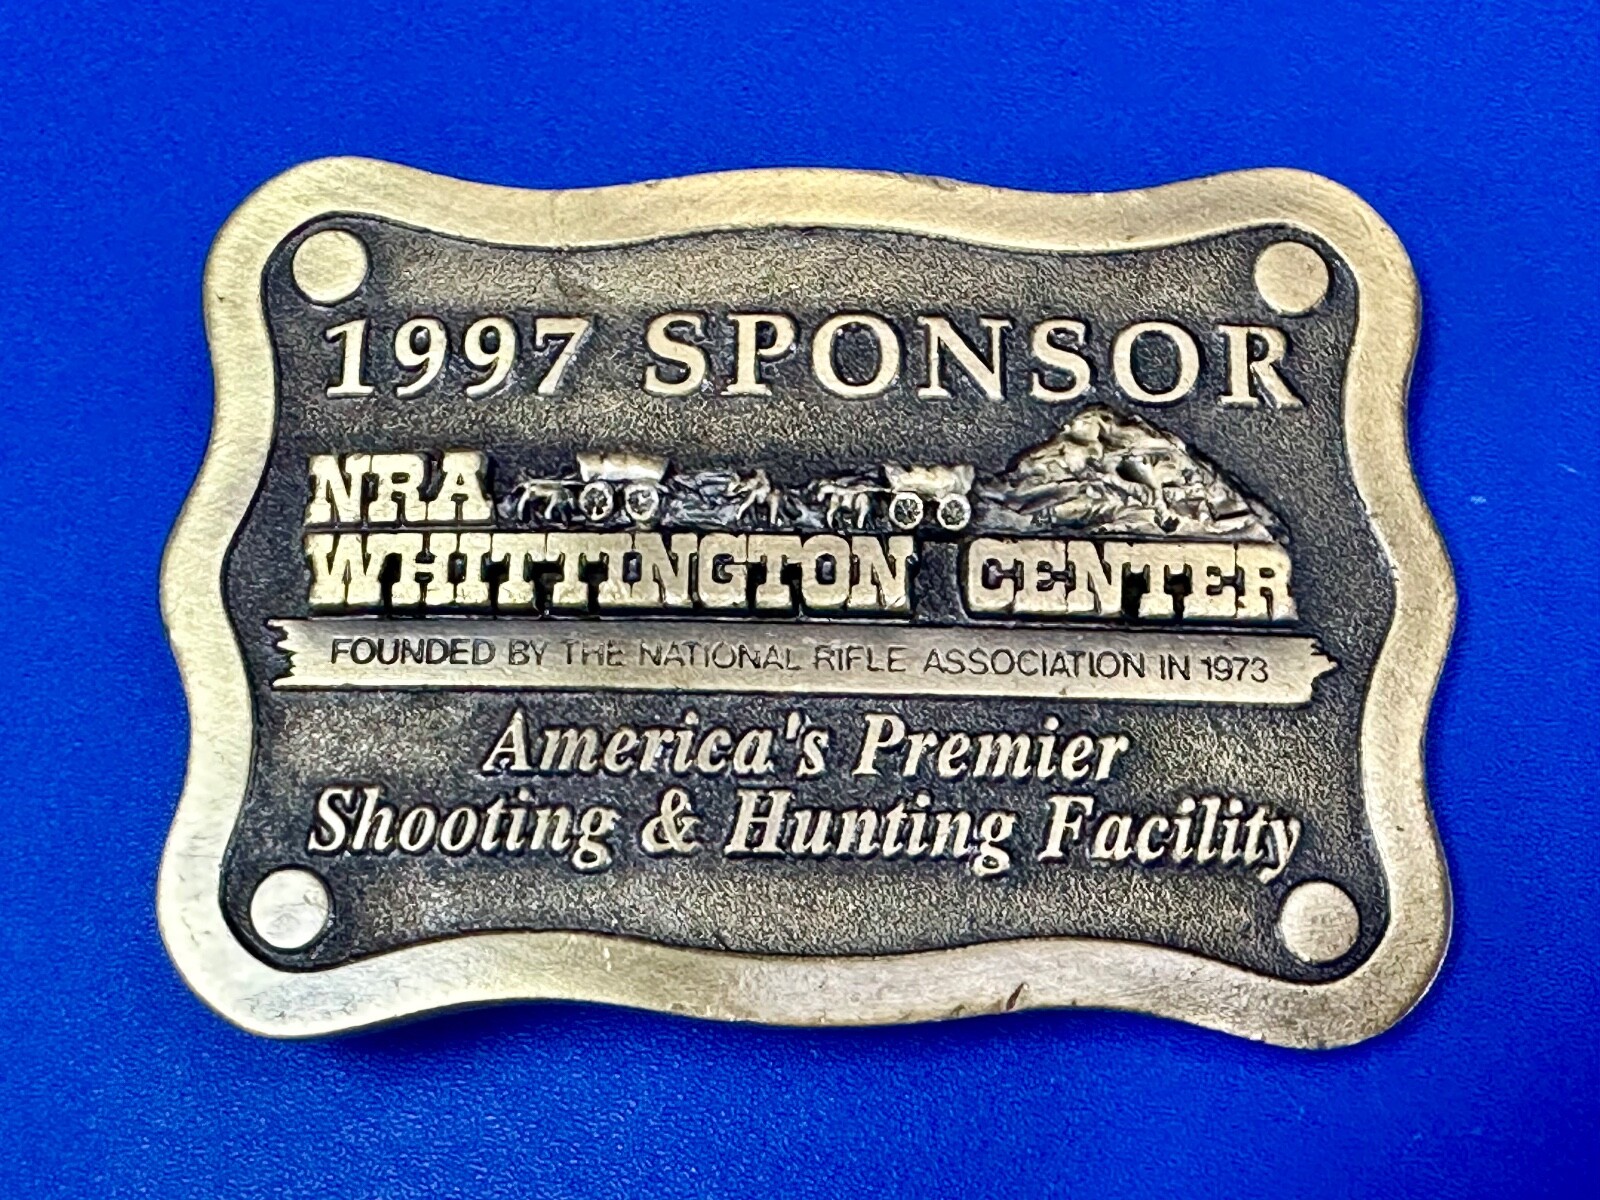 1997 SPONSOR
NRA
WHITTINGTON CENTER
FOUNDED BY THE NATIONAL RIFLE ASSOCIATION IN 1973
America's Premier
Shooting & Hunting Facility